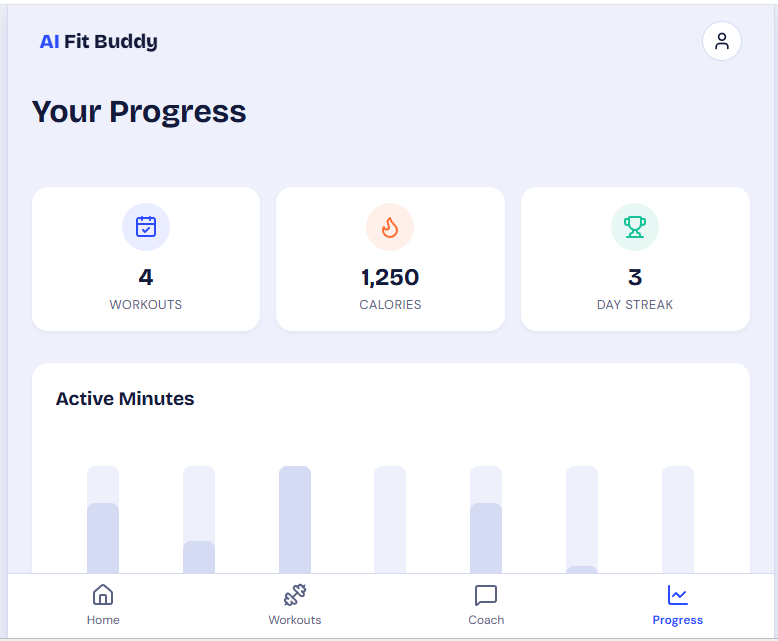 AI Fit Buddy
Your Progress
4
WORKOUTS
1,250
CALORIES
3
DAY STREAK
Active Minutes
Home
Workouts
Coach
Progress